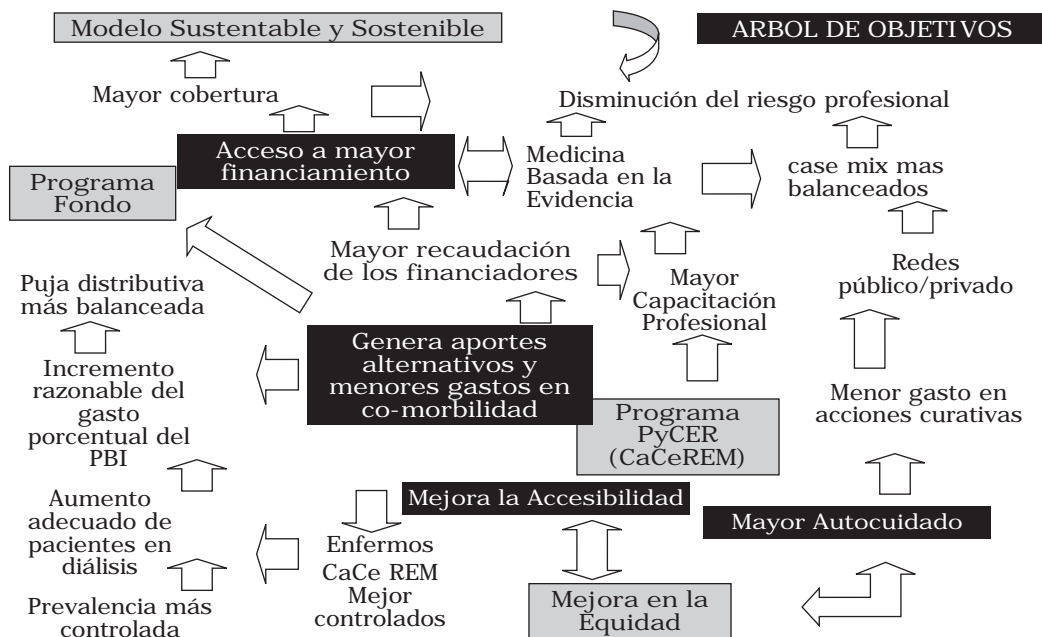 Modelo Sustentable y Sostenible
ARBOL DE OBJETIVOS
Mayor cobertura
Disminución del riesgo profesional
Acceso a mayor
financiamiento
Medicina
Basada en la
Evidencia
case mix mas
balanceados
Programa
Fondo
Mayor recaudación
de los financiadores
Mayor
Capacitación
Profesional
Redes
público/privado
Puja distributiva
más balanceada
Genera aportes
alternativos y
menores gastos en
co-morbilidad
Incremento
razonable del
gasto
porcentual del
PBI
Menor gasto en
acciones curativas
Programa
PyCER
(CaCeREM)
Mejora la Accesibilidad
Mayor Autocuidado
Aumento
adecuado de
pacientes en
diálisis
Enfermos
CaCe REM
Mejor
controlados
Prevalencia más
controlada
Mejora en la
Equidad